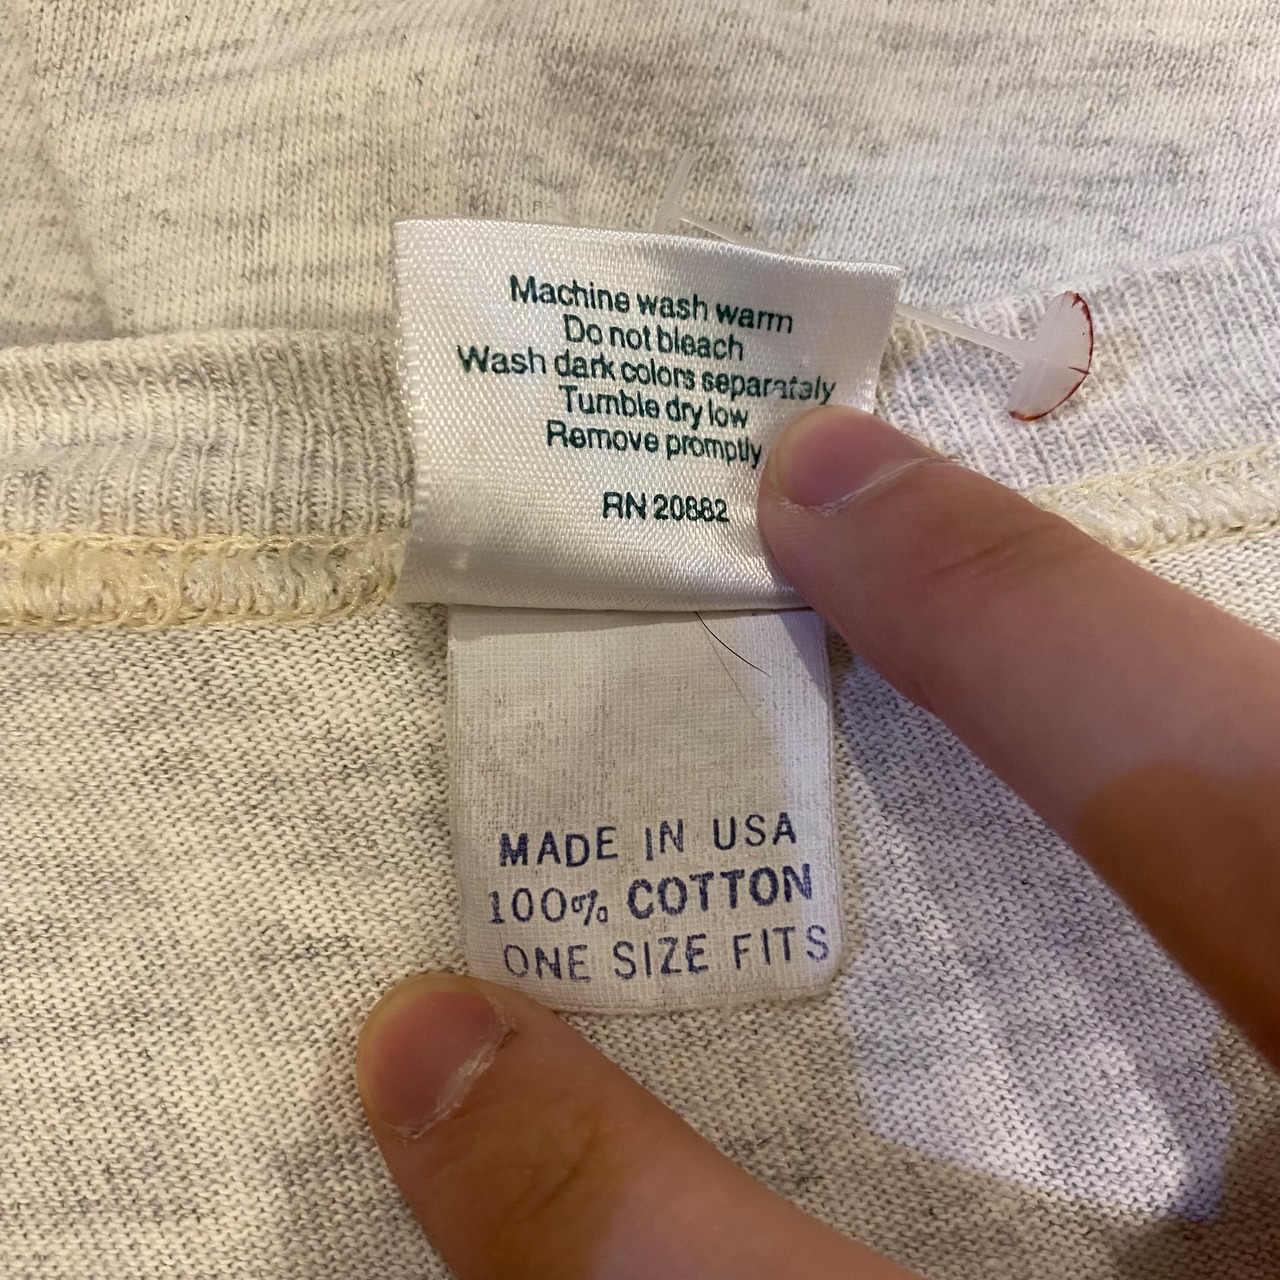 Machine wash warm
Do not bleach
Wash dark colors separately
Tumble dry low
Remove promptly
RN 20882
MADE IN USA
100% COTTON
ONE SIZE FITS